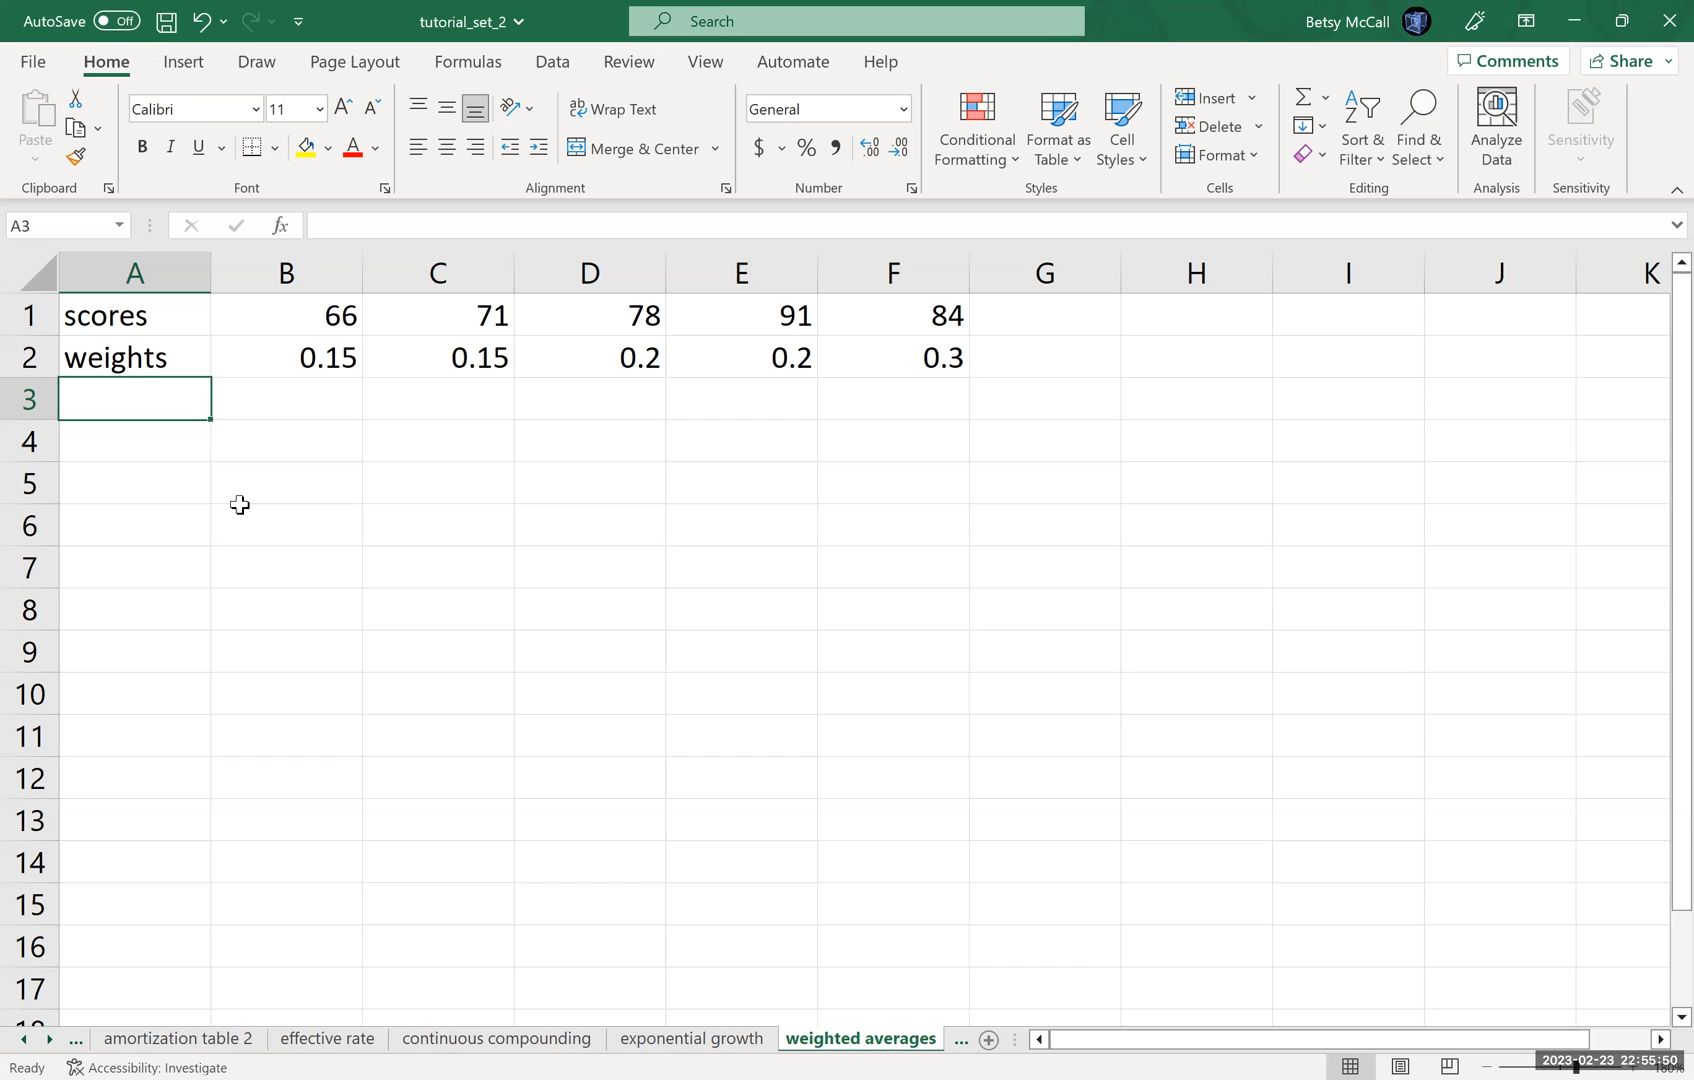 AutoSave Off tutorial_set_2 Search Betsy McCall
File Home Insert Draw Page Layout Formulas Data Review View Automate Help Comments Share
Paste
Calibri 11
B I U A
Wrap Text
Merge & Center
General
$ %
Conditional Formatting
Format as Table
Cell Styles
Insert
Delete
Format
Sort & Filter
Find & Select
Analyze Data
Sensitivity
Clipboard Font Alignment Number Styles Cells Editing Analysis Sensitivity
A3 fx
A B C D E F G H I J K
1 scores 66 71 78 91 84
2 weights 0.15 0.15 0.2 0.2 0.3
3
4
5
6
7
8
9
10
11
12
13
14
15
16
17
... amortization table 2 effective rate continuous compounding exponential growth weighted averages ...
Ready Accessibility: Investigate 2023-02-23 22:55:50